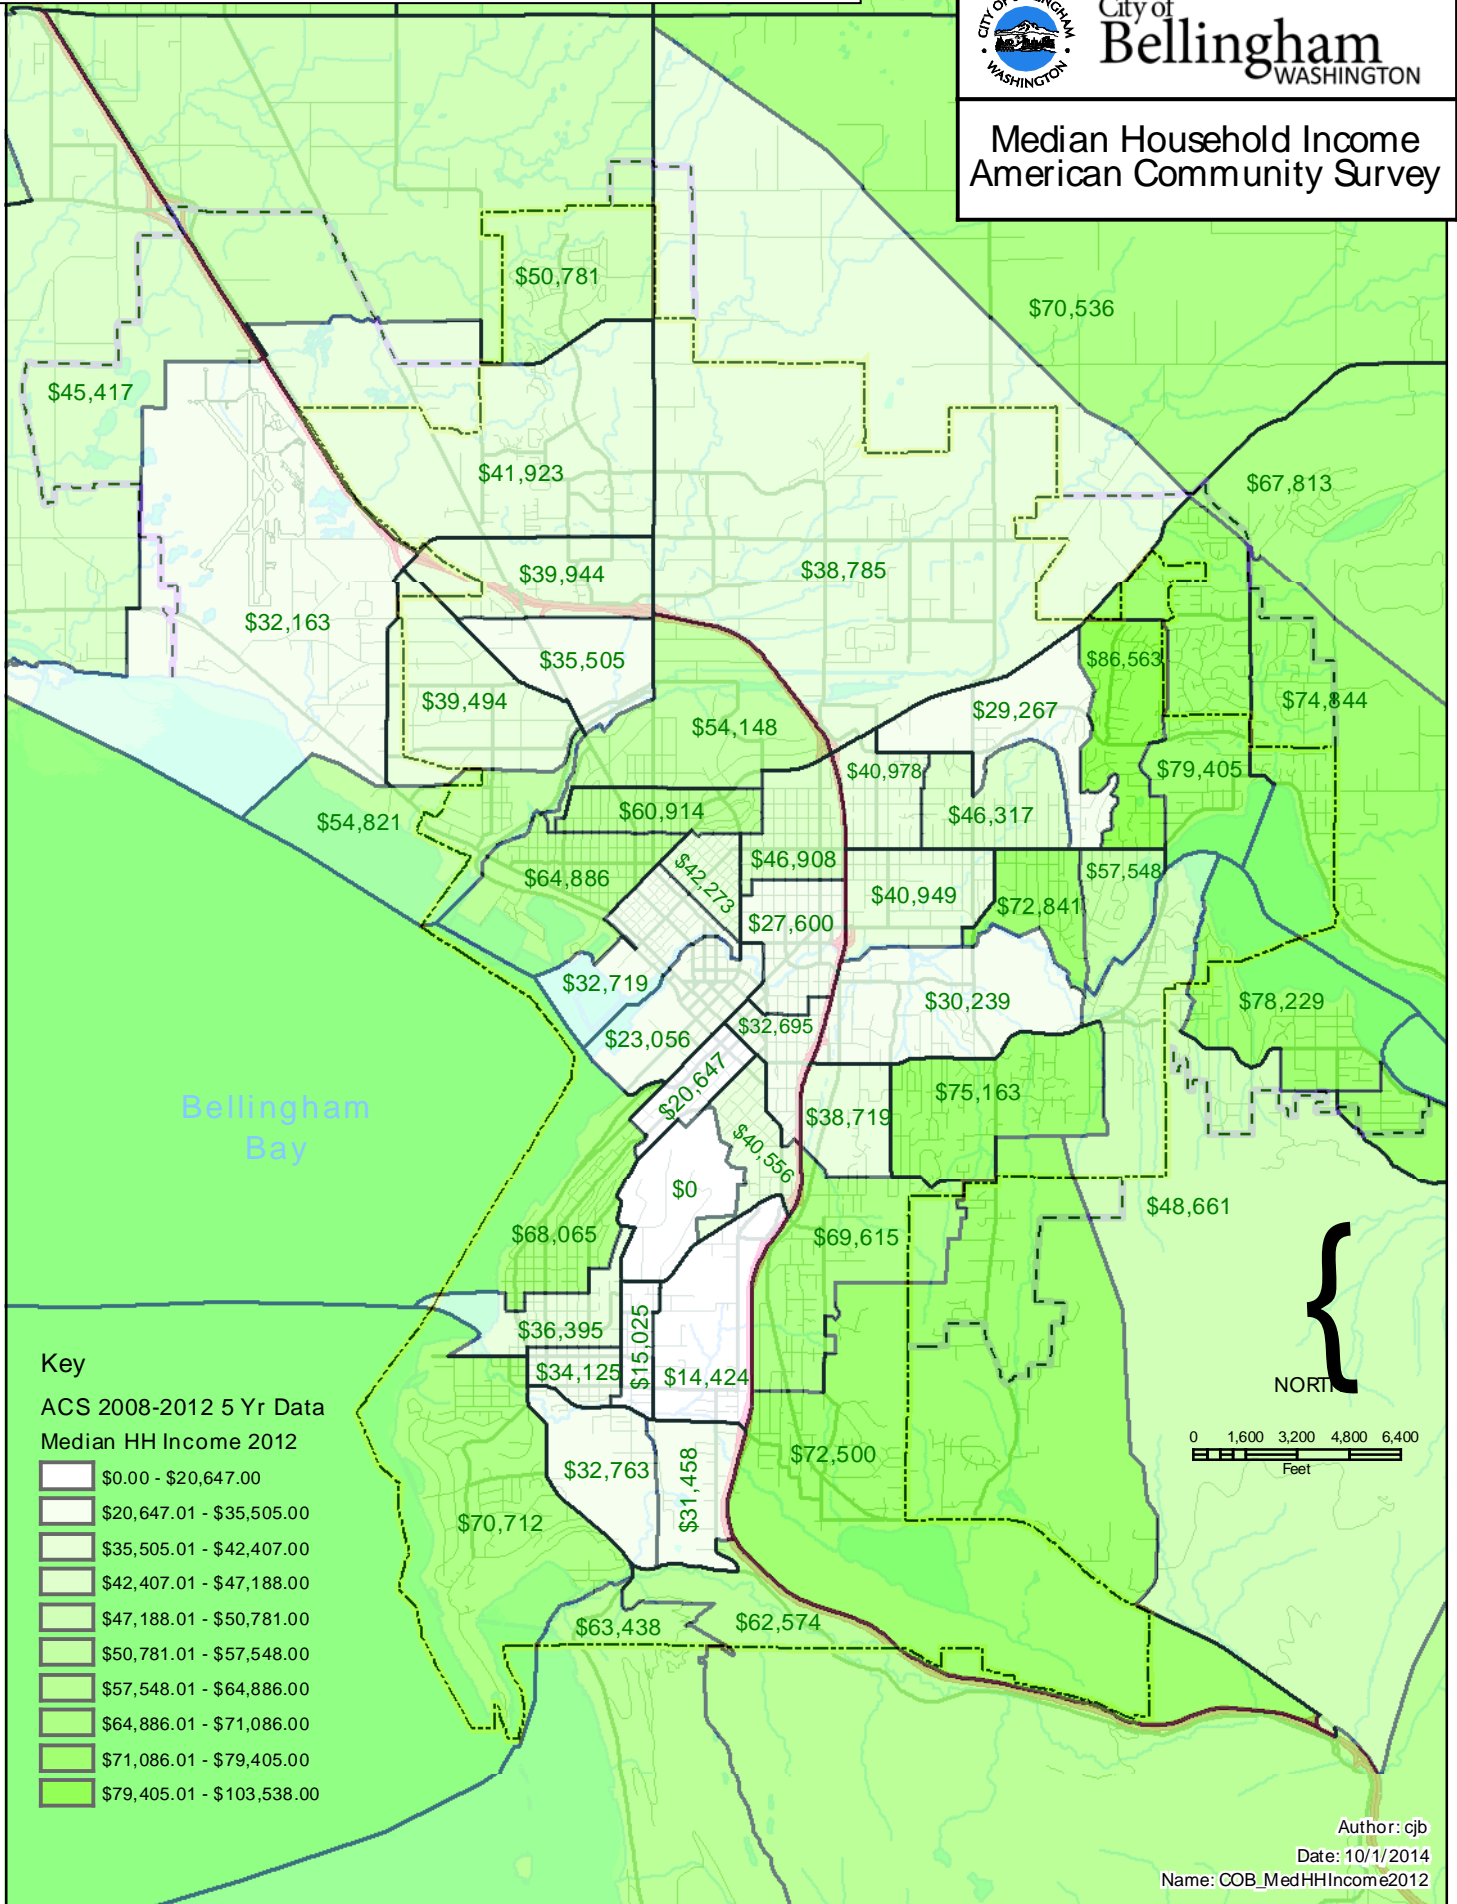 CITY OF BELLINGHAM
WASHINGTON
City of
Bellingham
WASHINGTON
Median Household Income
American Community Survey
$50,781
$70,536
$45,417
$41,923
$67,813
$39,944
$38,785
$32,163
$35,505
$86,563
$39,494
$74,844
$29,267
$54,148
$40,978
$79,405
$60,914
$46,317
$54,821
$46,908
$57,548
$42,273
$64,886
$40,949
$72,841
$27,600
$32,719
$30,239
$78,229
$32,695
$23,056
$20,647
$75,163
Bellingham
Bay
$38,719
$40,556
$0
$48,661
$68,065
$69,615
{
$36,395
$15,025
$34,125
$14,424
NORTH
$72,500
$32,763
$31,458
$70,712
$63,438
$62,574
0 1,600 3,200 4,800 6,400
Feet
Key
ACS 2008-2012 5 Yr Data
Median HH Income 2012
$0.00 - $20,647.00
$20,647.01 - $35,505.00
$35,505.01 - $42,407.00
$42,407.01 - $47,188.00
$47,188.01 - $50,781.00
$50,781.01 - $57,548.00
$57,548.01 - $64,886.00
$64,886.01 - $71,086.00
$71,086.01 - $79,405.00
$79,405.01 - $103,538.00
Author: cjb
Date: 10/1/2014
Name: COB_MedHHIncome2012